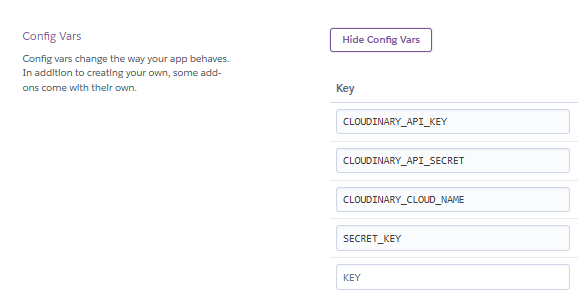 Config Vars
Config vars change the way your app behaves.
In addition to creating your own, some add-
ons come with their own.
Hide Config Vars
Key
CLOUDINARY_API_KEY
CLOUDINARY_API_SECRET
CLOUDINARY_CLOUD_NAME
SECRET_KEY
KEY